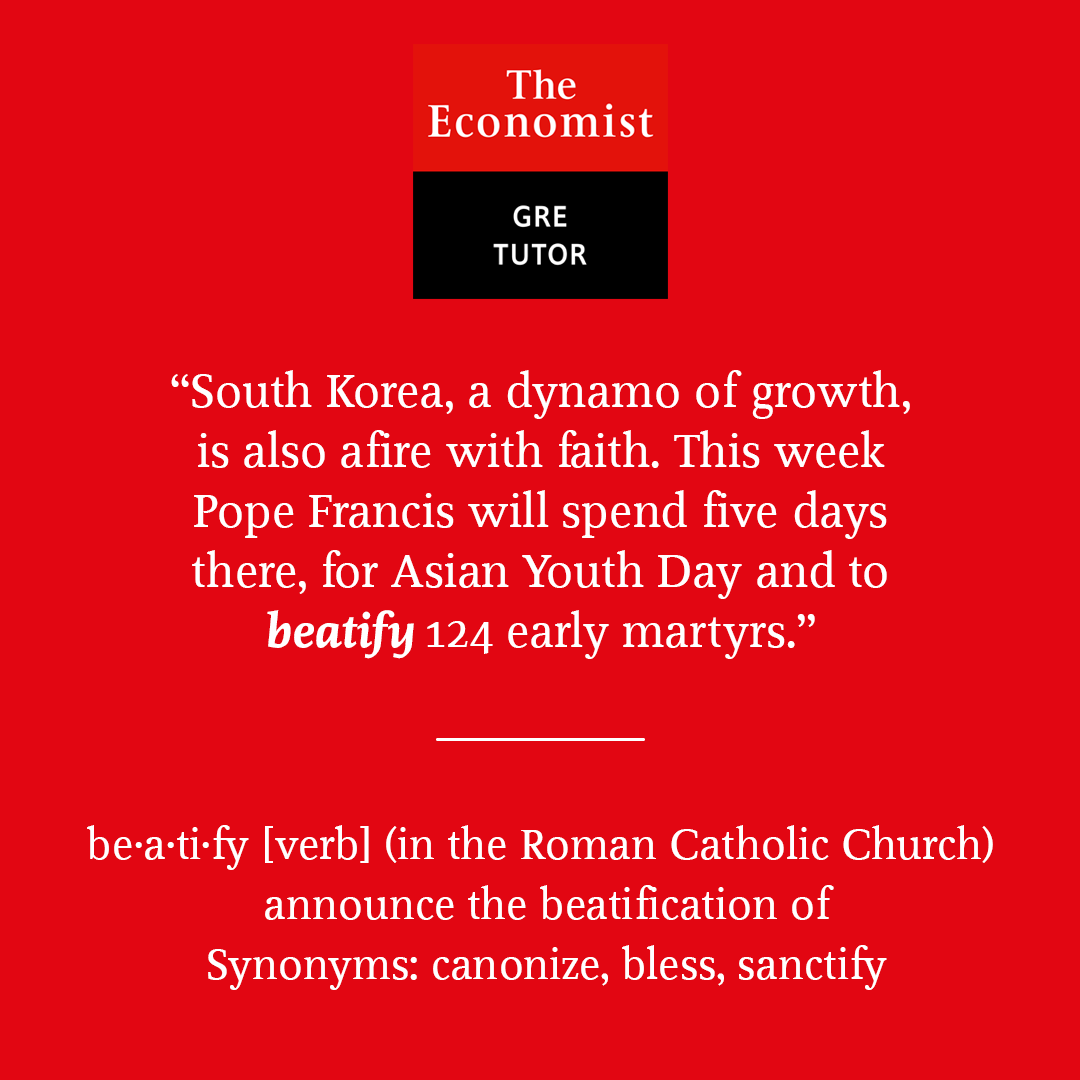 The
Economist
GRE
TUTOR
“South Korea, a dynamo of growth,
is also afire with faith. This week
Pope Francis will spend five days
there, for Asian Youth Day and to
beatify 124 early martyrs.”
be·a·ti·fy [verb] (in the Roman Catholic Church)
announce the beatification of
Synonyms: canonize, bless, sanctify